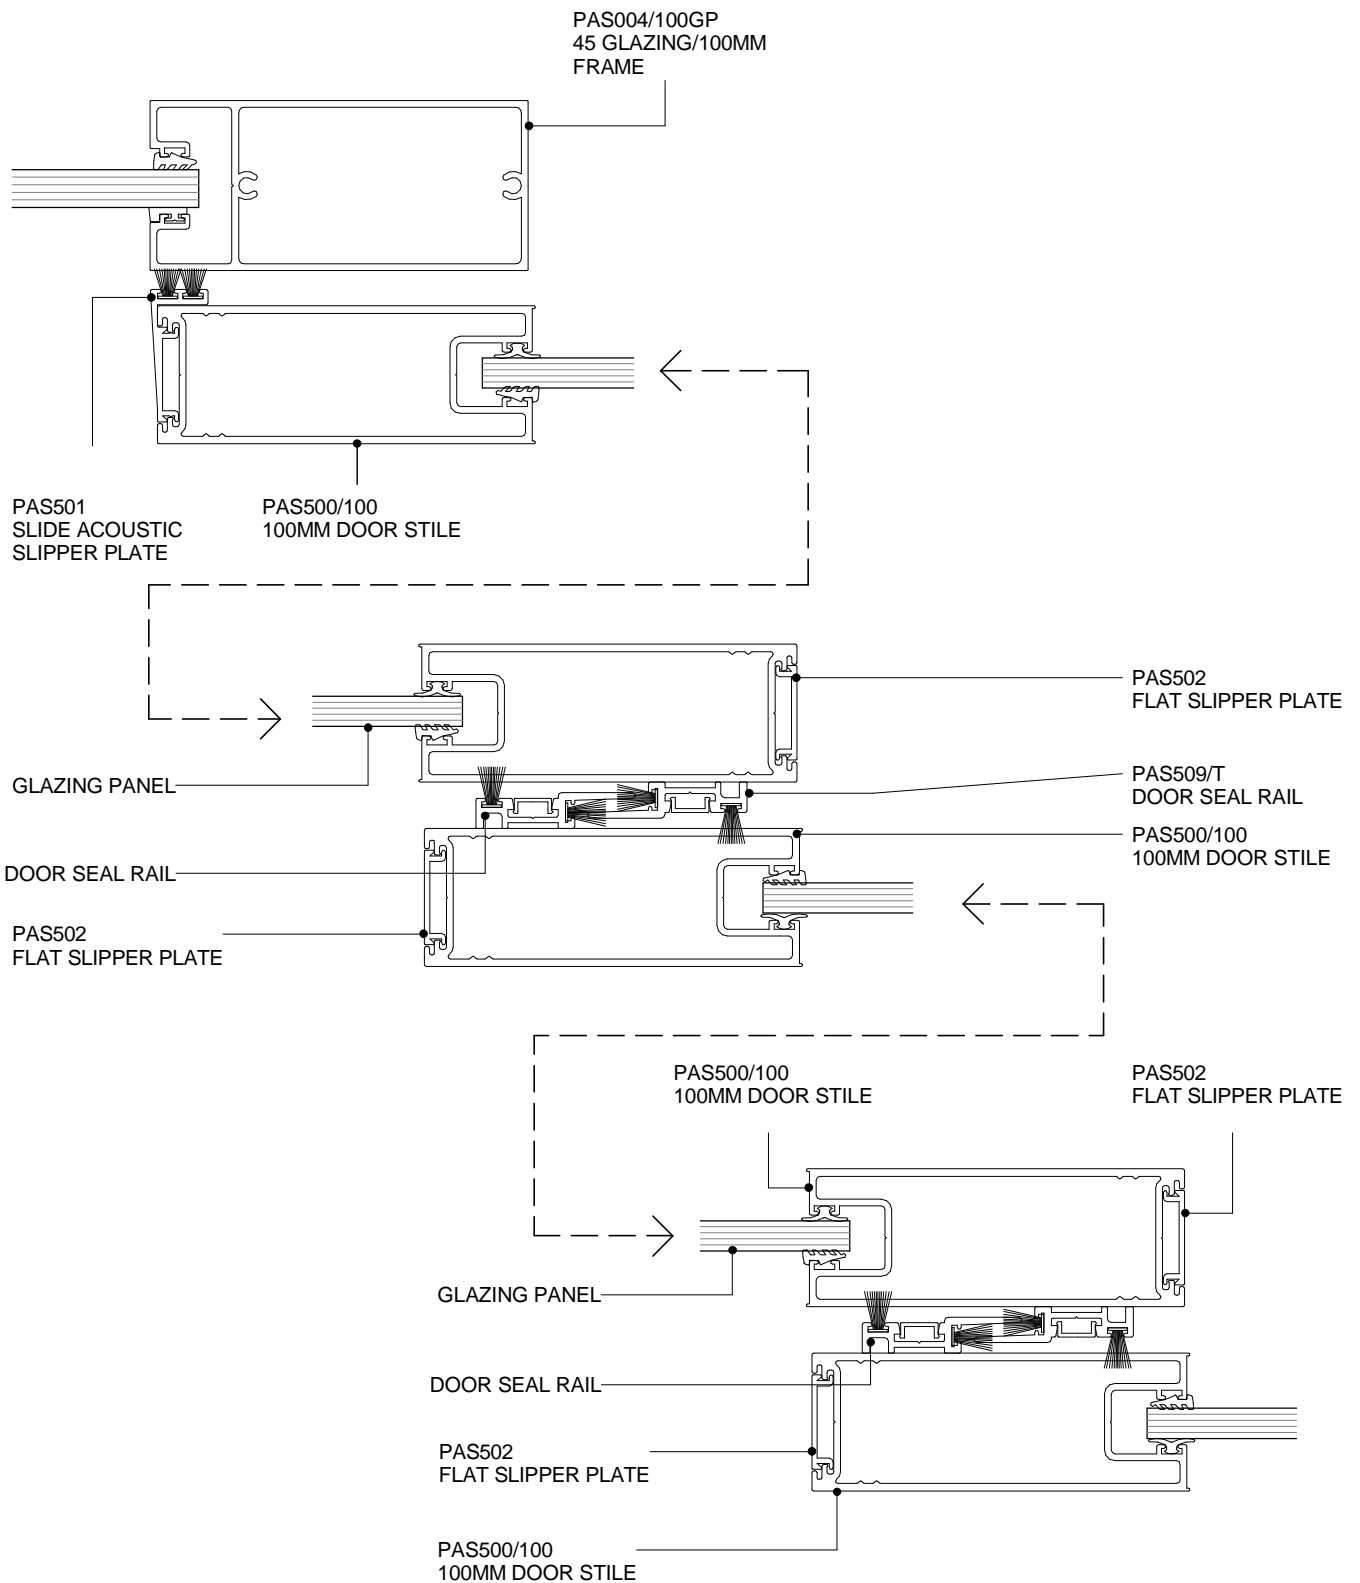 PAS004/100GP
45 GLAZING/100MM
FRAME
PAS501
SLIDE ACOUSTIC
SLIPPER PLATE
PAS500/100
100MM DOOR STILE
PAS502
FLAT SLIPPER PLATE
GLAZING PANEL
PAS509/T
DOOR SEAL RAIL
PAS500/100
100MM DOOR STILE
DOOR SEAL RAIL
PAS502
FLAT SLIPPER PLATE
PAS500/100
100MM DOOR STILE
PAS502
FLAT SLIPPER PLATE
GLAZING PANEL
DOOR SEAL RAIL
PAS502
FLAT SLIPPER PLATE
PAS500/100
100MM DOOR STILE